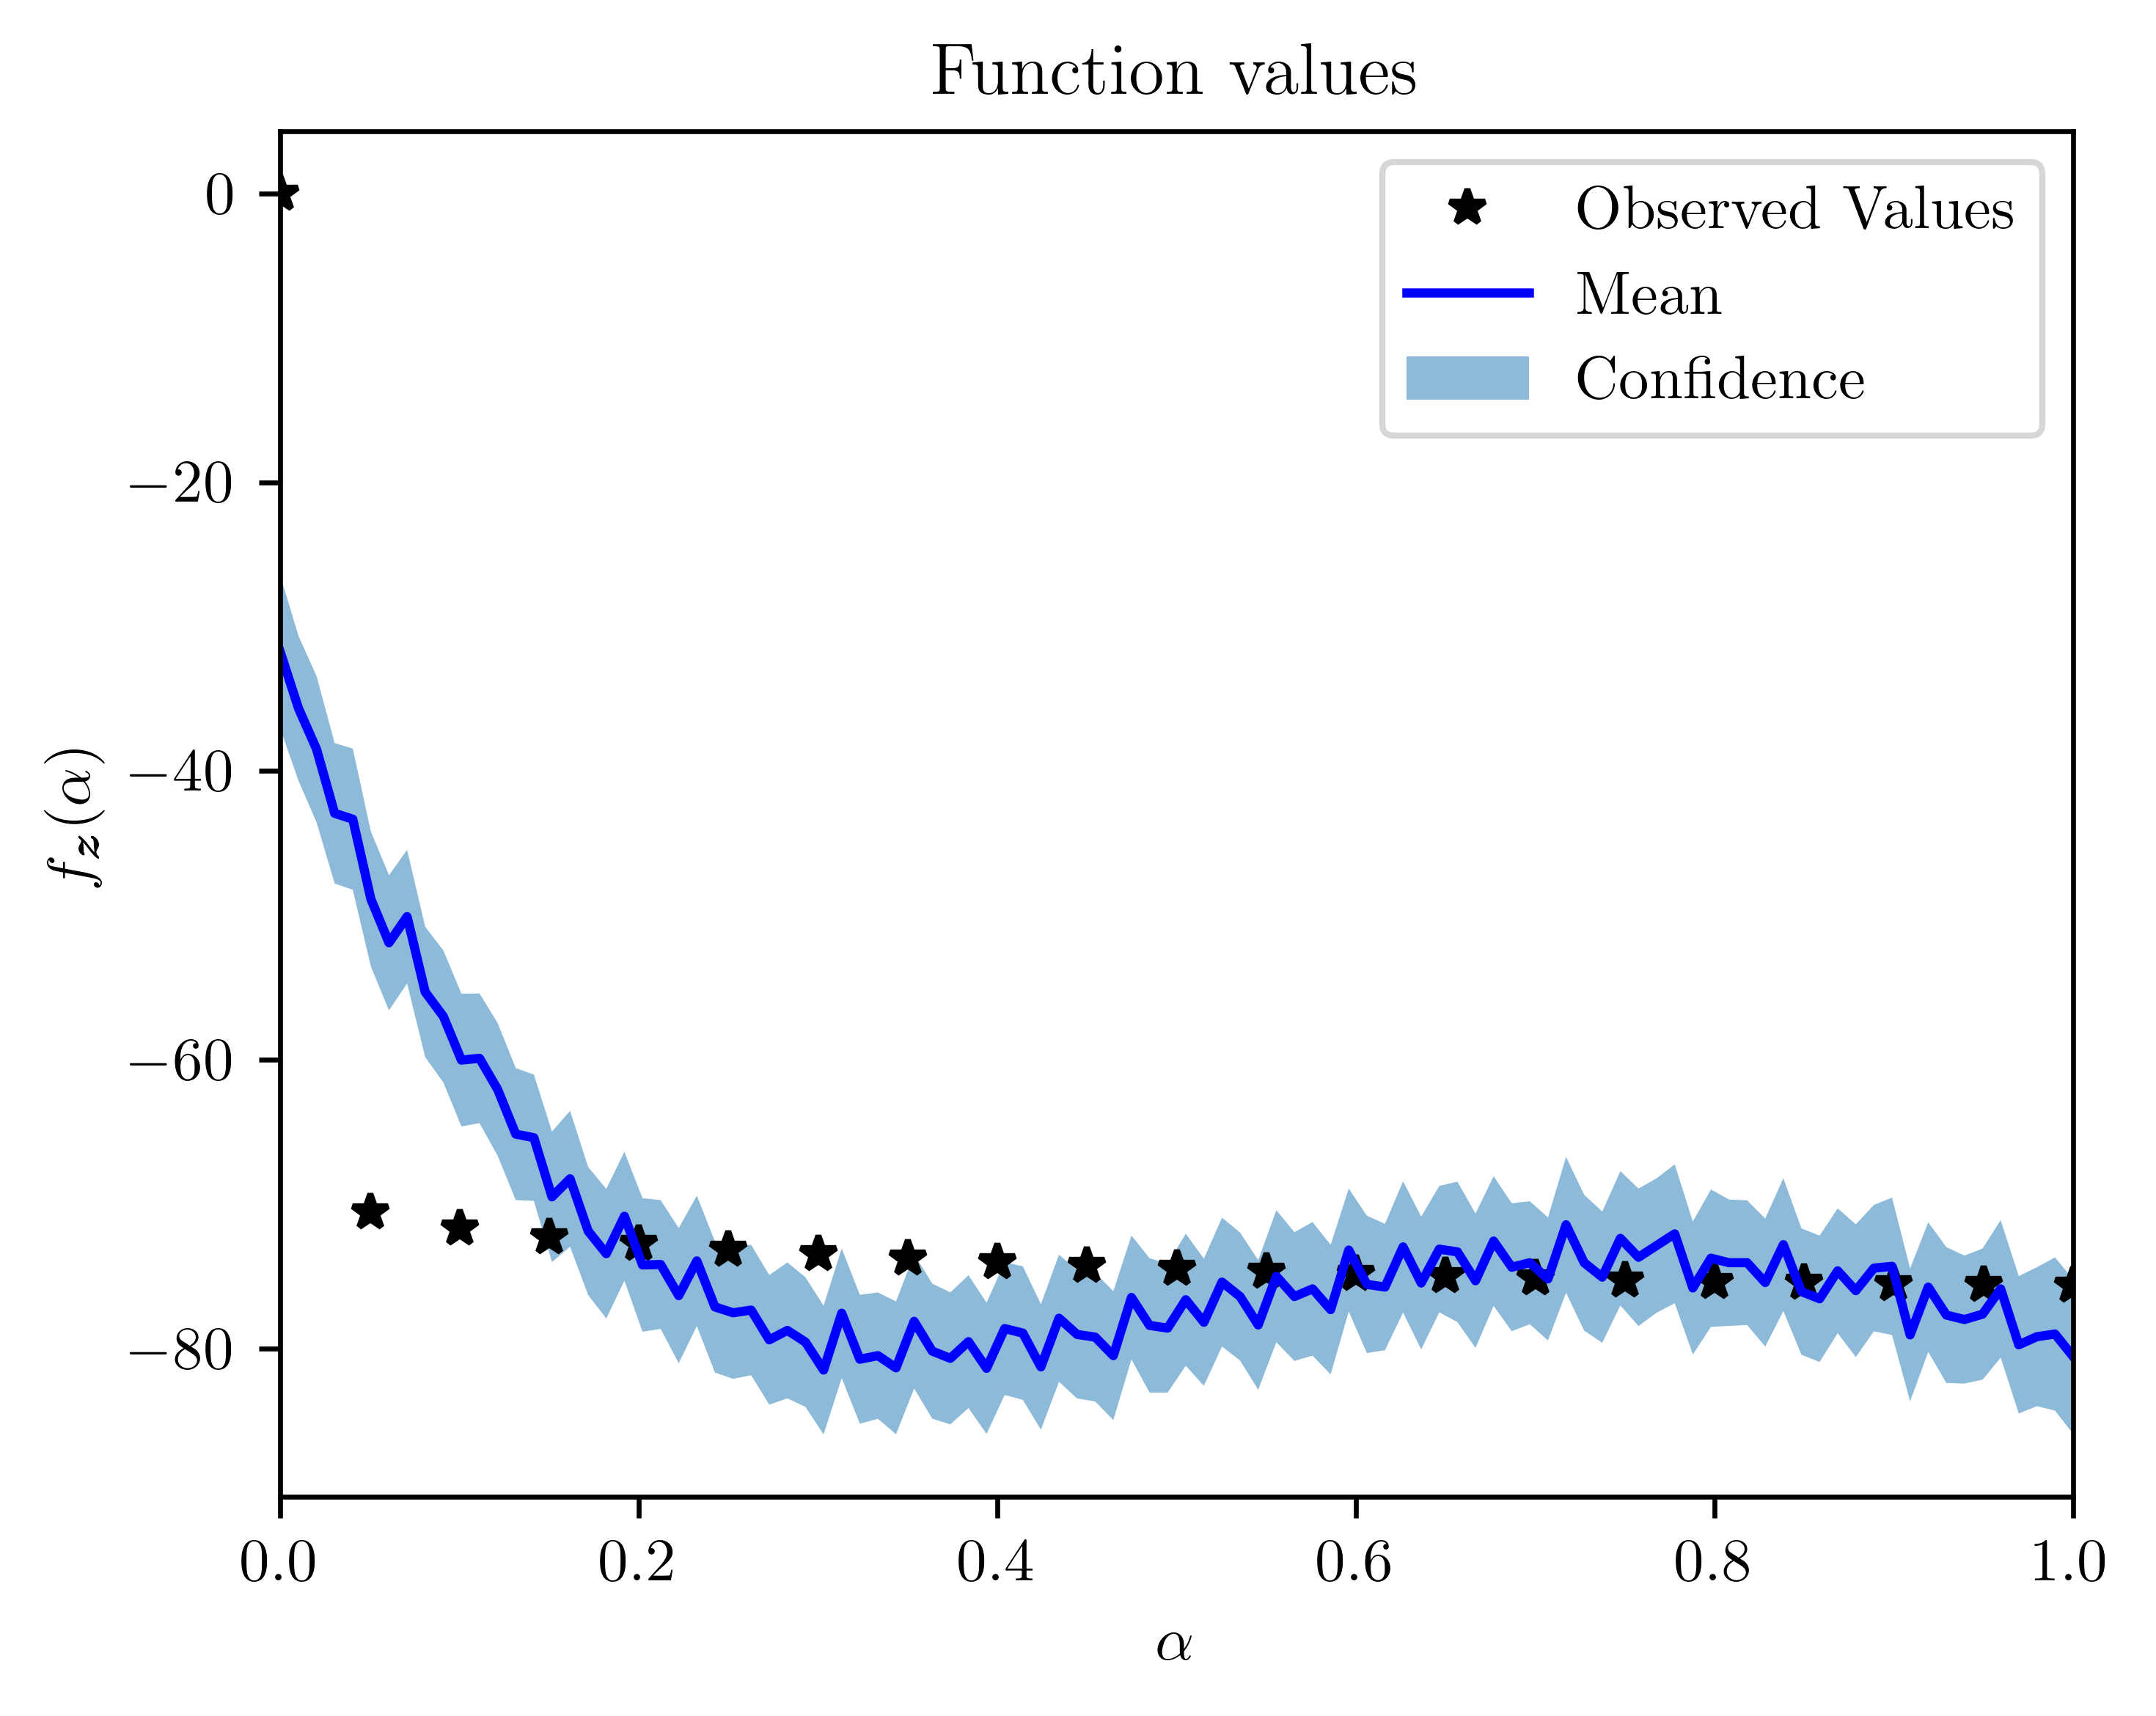 Function values
Observed Values
Mean
Confidence
0
−20
−40
−60
−80
f_z(α)
0.0 0.2 0.4 0.6 0.8 1.0
α